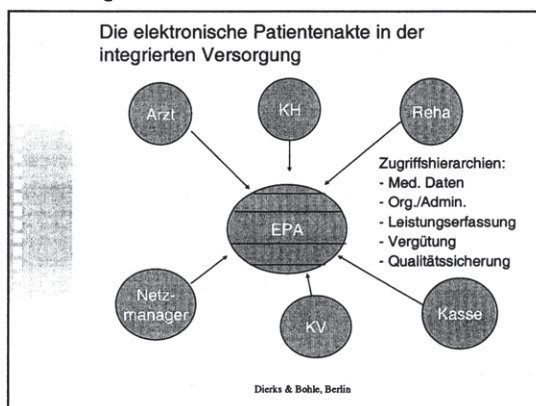 Die elektronische Patientenakte in der
integrierten Versorgung
Arzt
KH
Reha
Zugriffshierarchien:
- Med. Daten
- Org./Admin.
- Leistungserfassung
- Vergütung
- Qualitätssicherung
EPA
Netz-
manager
KV
Kasse
Dierks & Bohle, Berlin